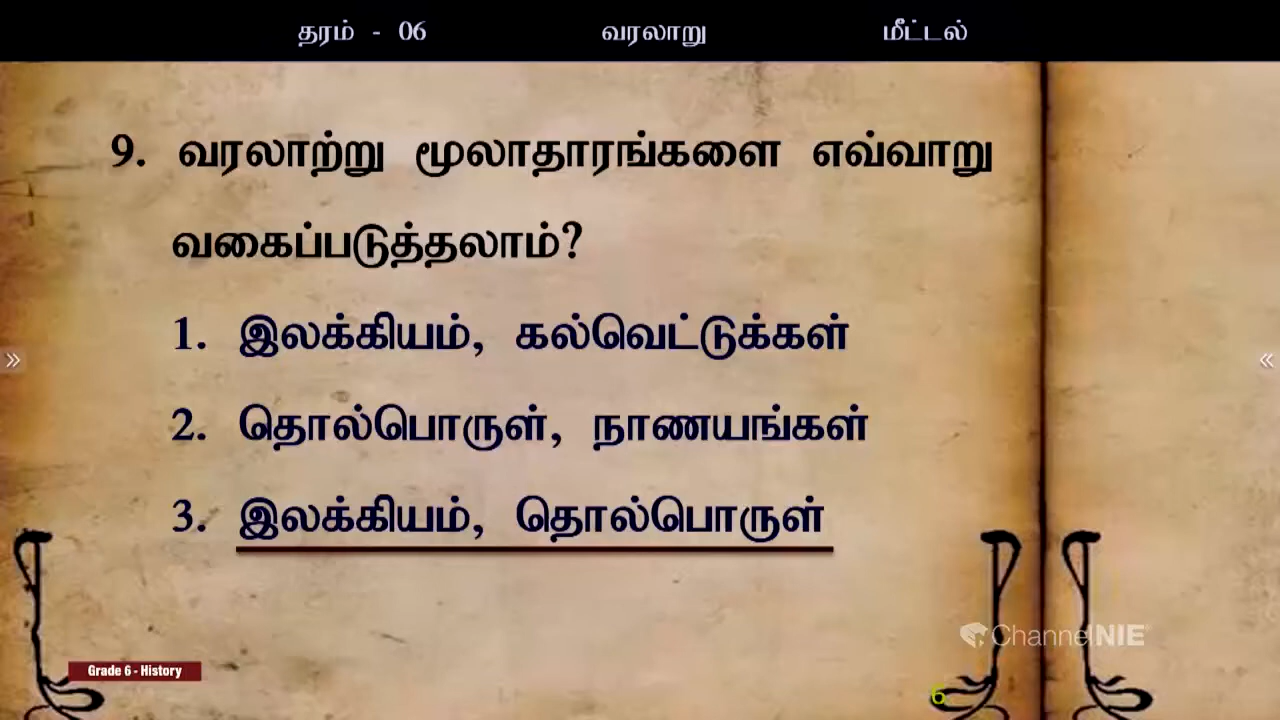 தரம் - 06 வரலாறு மீட்டல்
9. வரலாற்று மூலாதாரங்களை எவ்வாறு
வகைப்படுத்தலாம்?
1. இலக்கியம், கல்வெட்டுக்கள்
2. தொல்பொருள், நாணயங்கள்
3. இலக்கியம், தொல்பொருள்
ChannelNIE
Grade 6 - History
6